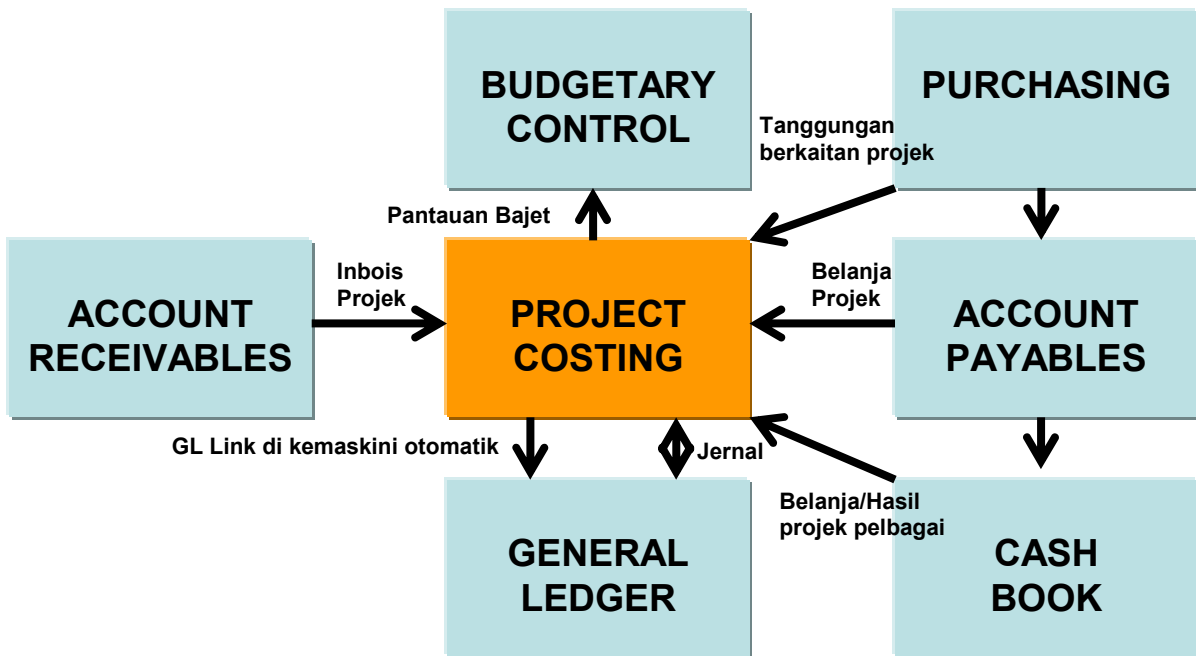 BUDGETARY
CONTROL
PURCHASING
Tanggungan
berkaitan projek
Pantauan Bajet
ACCOUNT
RECEIVABLES
Inbois
Projek
PROJECT
COSTING
Belanja
Projek
ACCOUNT
PAYABLES
GL Link di kemaskini otomatik
Jernal
Belanja/Hasil
projek pelbagai
GENERAL
LEDGER
CASH
BOOK